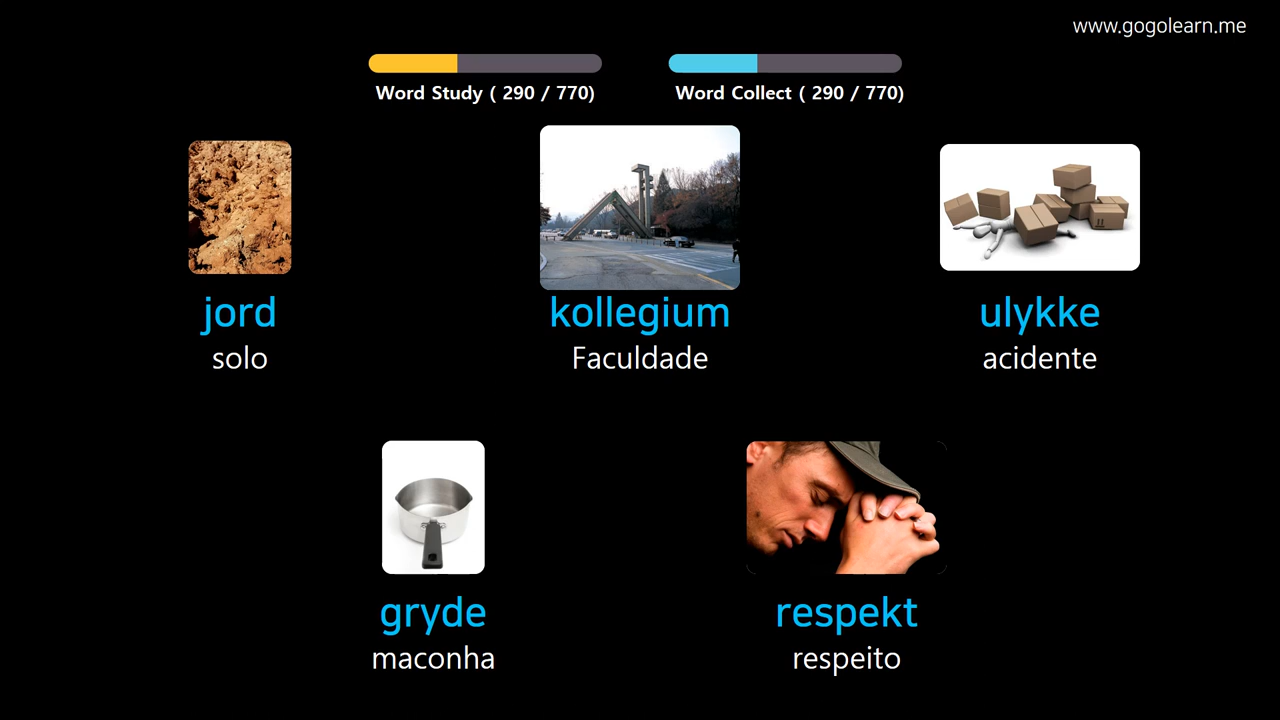 www.gogolearn.me
Word Study ( 290 / 770)
Word Collect ( 290 / 770)
jord
solo
kollegium
Faculdade
ulykke
acidente
gryde
maconha
respekt
respeito